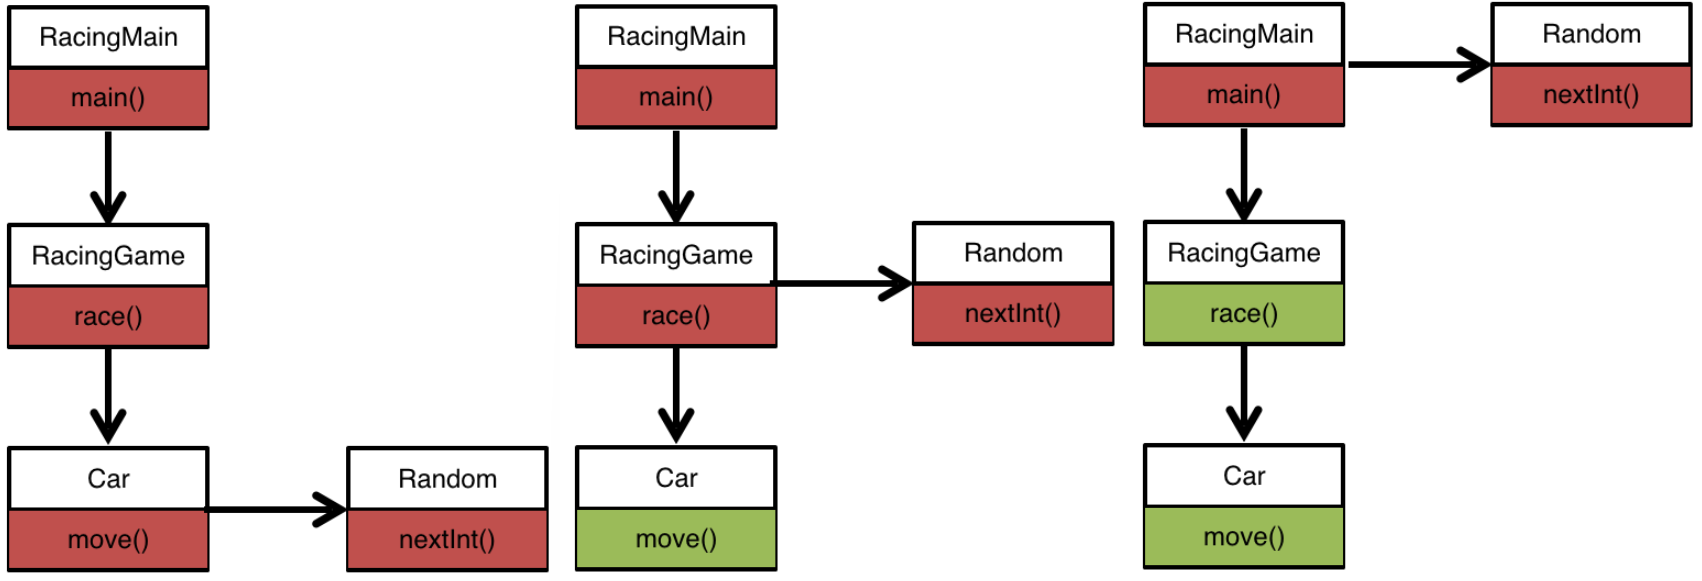 RacingMain
main()
RacingGame
race()
Car
move()
Random
nextInt()
RacingMain
main()
RacingGame
race()
Random
nextInt()
Car
move()
RacingMain
main()
Random
nextInt()
RacingGame
race()
Car
move()